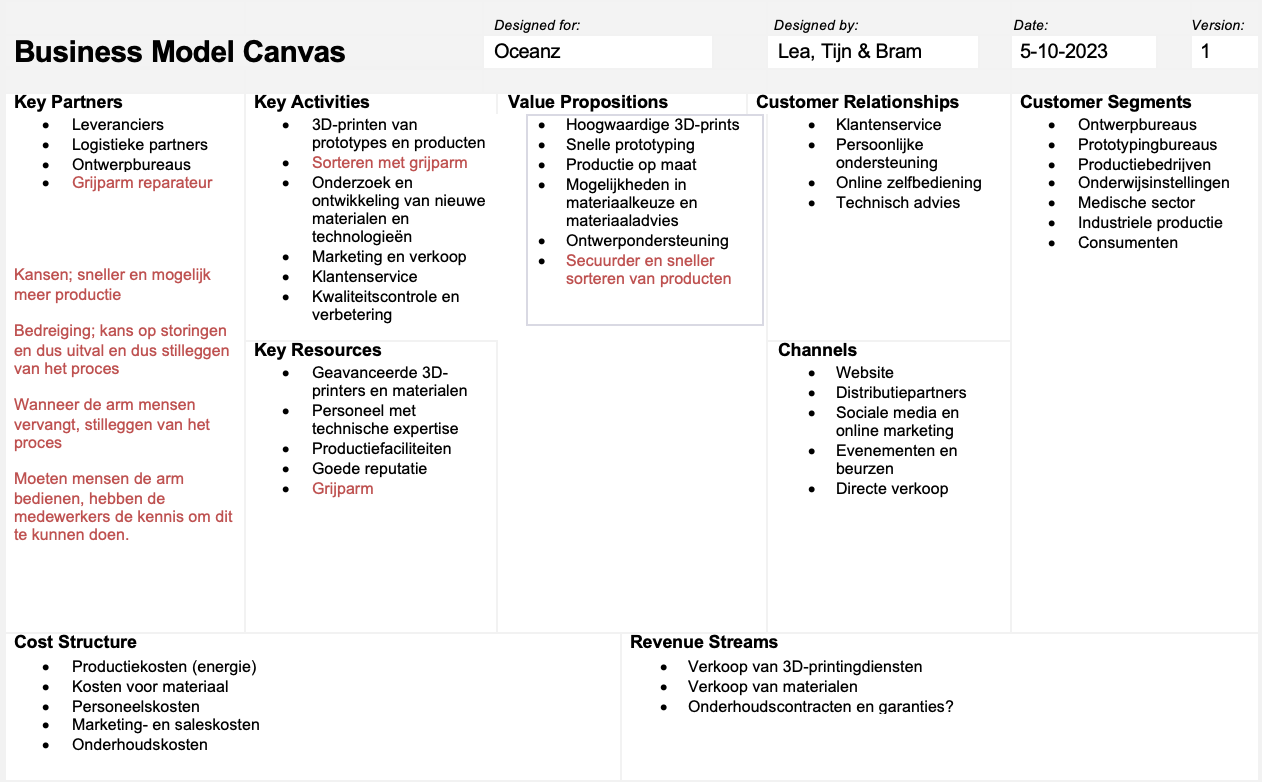 Business Model Canvas
Designed for:
Oceanz
Designed by:
Lea, Tijn & Bram
Date:
5-10-2023
Version:
1
Key Partners
• Leveranciers
• Logistieke partners
• Ontwerpbureaus
• Grijparm reparateur
Kansen; sneller en mogelijk
meer productie
Bedreiging; kans op storingen
en dus uitval en dus stilleggen
van het proces
Wanneer de arm mensen
vervangt, stilleggen van het
proces
Moeten mensen de arm
bedienen, hebben de
medewerkers de kennis om dit
te kunnen doen.
Key Activities
• 3D-printen van
prototypes en producten
• Sorteren met grijparm
• Onderzoek en
ontwikkeling van nieuwe
materialen en
technologieën
• Marketing en verkoop
• Klantenservice
• Kwaliteitscontrole en
verbetering
Key Resources
• Geavanceerde 3D-
printers en materialen
• Personeel met
technische expertise
• Productiefaciliteiten
• Goede reputatie
• Grijparm
Value Propositions
• Hoogwaardige 3D-prints
• Snelle prototyping
• Productie op maat
• Mogelijkheden in
materiaalkeuze en
materiaaladvies
• Ontwerpondersteuning
• Secuurder en sneller
sorteren van producten
Customer Relationships
• Klantenservice
• Persoonlijke
ondersteuning
• Online zelfbediening
• Technisch advies
Channels
• Website
• Distributiepartners
• Sociale media en
online marketing
• Evenementen en
beurzen
• Directe verkoop
Customer Segments
• Ontwerpbureaus
• Prototypingbureaus
• Productiebedrijven
• Onderwijsinstellingen
• Medische sector
• Industriele productie
• Consumenten
Cost Structure
• Productiekosten (energie)
• Kosten voor materiaal
• Personeelskosten
• Marketing- en saleskosten
• Onderhoudskosten
Revenue Streams
• Verkoop van 3D-printingdiensten
• Verkoop van materialen
• Onderhoudscontracten en garanties?